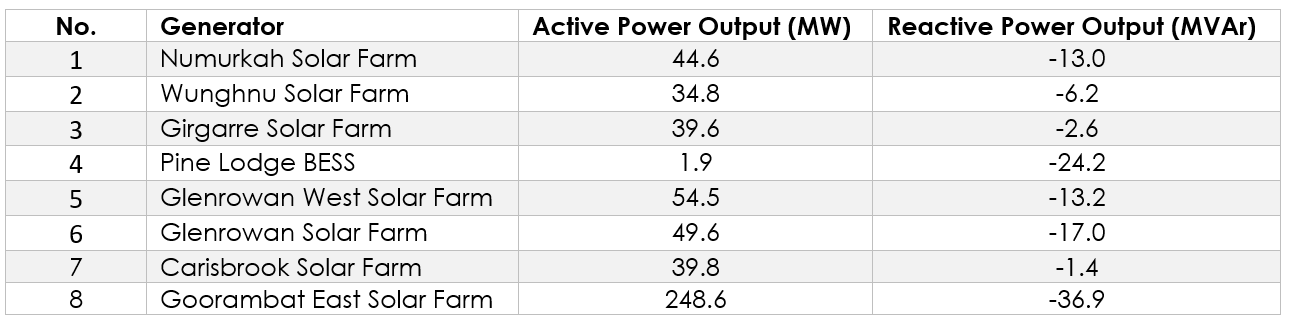 No. Generator Active Power Output (MW) Reactive Power Output (MVAr)
1 Numurkah Solar Farm 44.6 -13.0
2 Wunghnu Solar Farm 34.8 -6.2
3 Girgarre Solar Farm 39.6 -2.6
4 Pine Lodge BESS 1.9 -24.2
5 Glenrowan West Solar Farm 54.5 -13.2
6 Glenrowan Solar Farm 49.6 -17.0
7 Carisbrook Solar Farm 39.8 -1.4
8 Goorambat East Solar Farm 248.6 -36.9